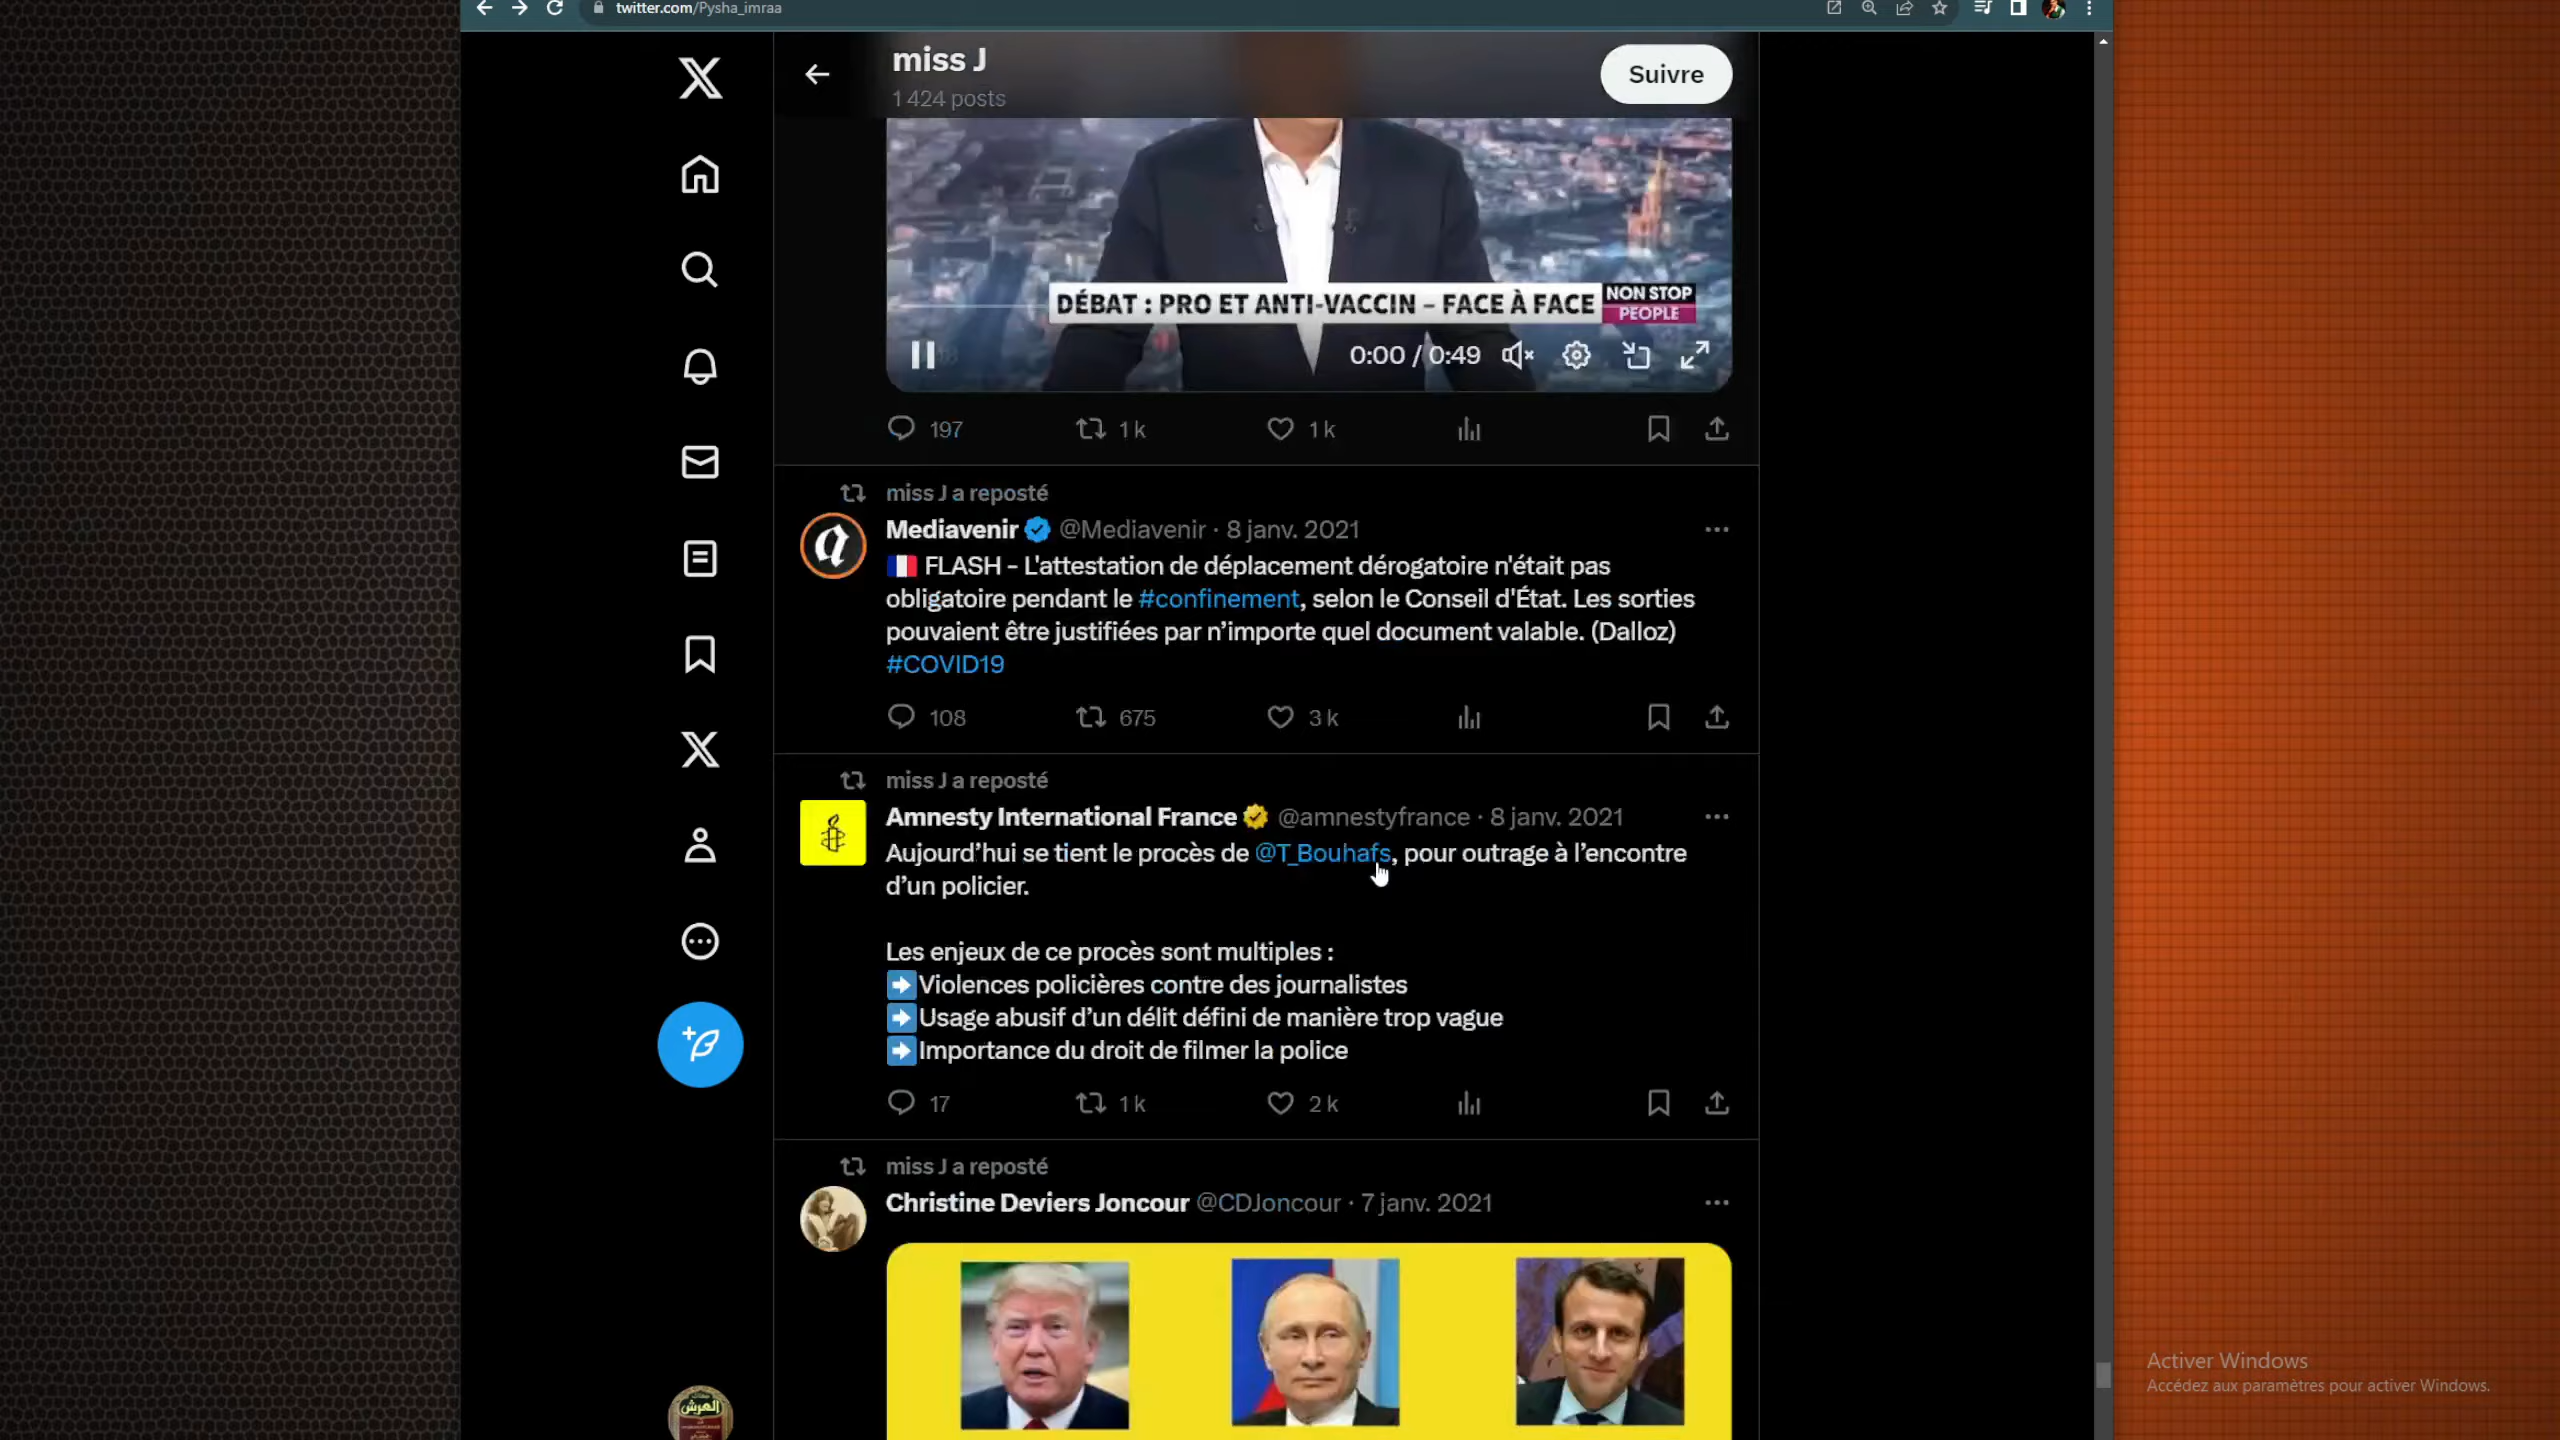 twitter.com/Pysha_imraa
miss J
1 424 posts
Suivre
DÉBAT : PRO ET ANTI-VACCIN – FACE À FACE
NON STOP
PEOPLE
0:00 / 0:49
197
1 k
1 k
miss J a reposté
Mediavenir @Mediavenir · 8 janv. 2021
FLASH - L'attestation de déplacement dérogatoire n'était pas
obligatoire pendant le #confinement, selon le Conseil d'État. Les sorties
pouvaient être justifiées par n’importe quel document valable. (Dalloz)
#COVID19
108
675
3 k
miss J a reposté
Amnesty International France @amnestyfrance · 8 janv. 2021
Aujourd’hui se tient le procès de @T_Bouhafs, pour outrage à l’encontre
d’un policier.
Les enjeux de ce procès sont multiples :
Violences policières contre des journalistes
Usage abusif d’un délit défini de manière trop vague
Importance du droit de filmer la police
17
1 k
2 k
miss J a reposté
Christine Deviers Joncour @CDJoncour · 7 janv. 2021
Activer Windows
Accédez aux paramètres pour activer Windows.